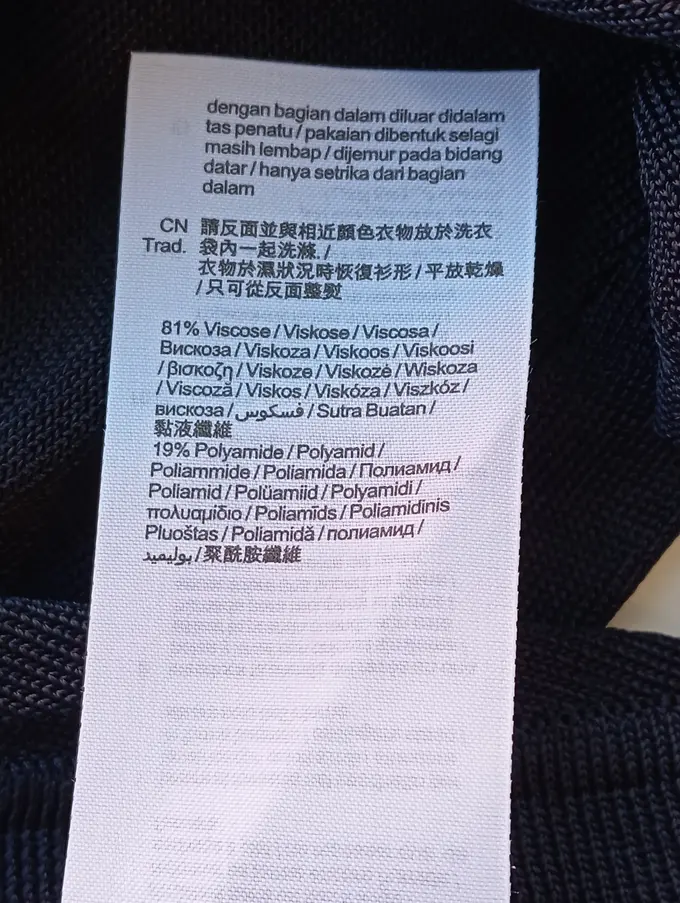 dengan bagian dalam diluar didalam
tas penatu / pakaian dibentuk selagi
masih lembap / dijemur pada bidang
datar / hanya setrika dari bagian
dalam
CN 請反面並與相近顏色衣物放於洗衣
Trad. 袋內一起洗滌. /
衣物於濕狀況時恢復衫形 / 平放乾燥
/ 只可從反面整熨
81% Viscose / Viskose / Viscosa /
Вискоза / Viskoza / Viskoos / Viskoosi
/ βισκοζη / Viskoze / Viskozė / Wiskoza
/ Viscoză / Viskos / Viskóza / Viszkóz /
вискоза / فسكوس / Sutra Buatan /
黏液纖維
19% Polyamide / Polyamid /
Poliammide / Poliamida / Полиамид /
Poliamid / Polüamiid / Polyamidi /
πολυαμίδιο / Poliamīds / Poliamidinis
Pluoštas / Poliamidă / полиамид /
بوليميد / 聚酰胺纖維